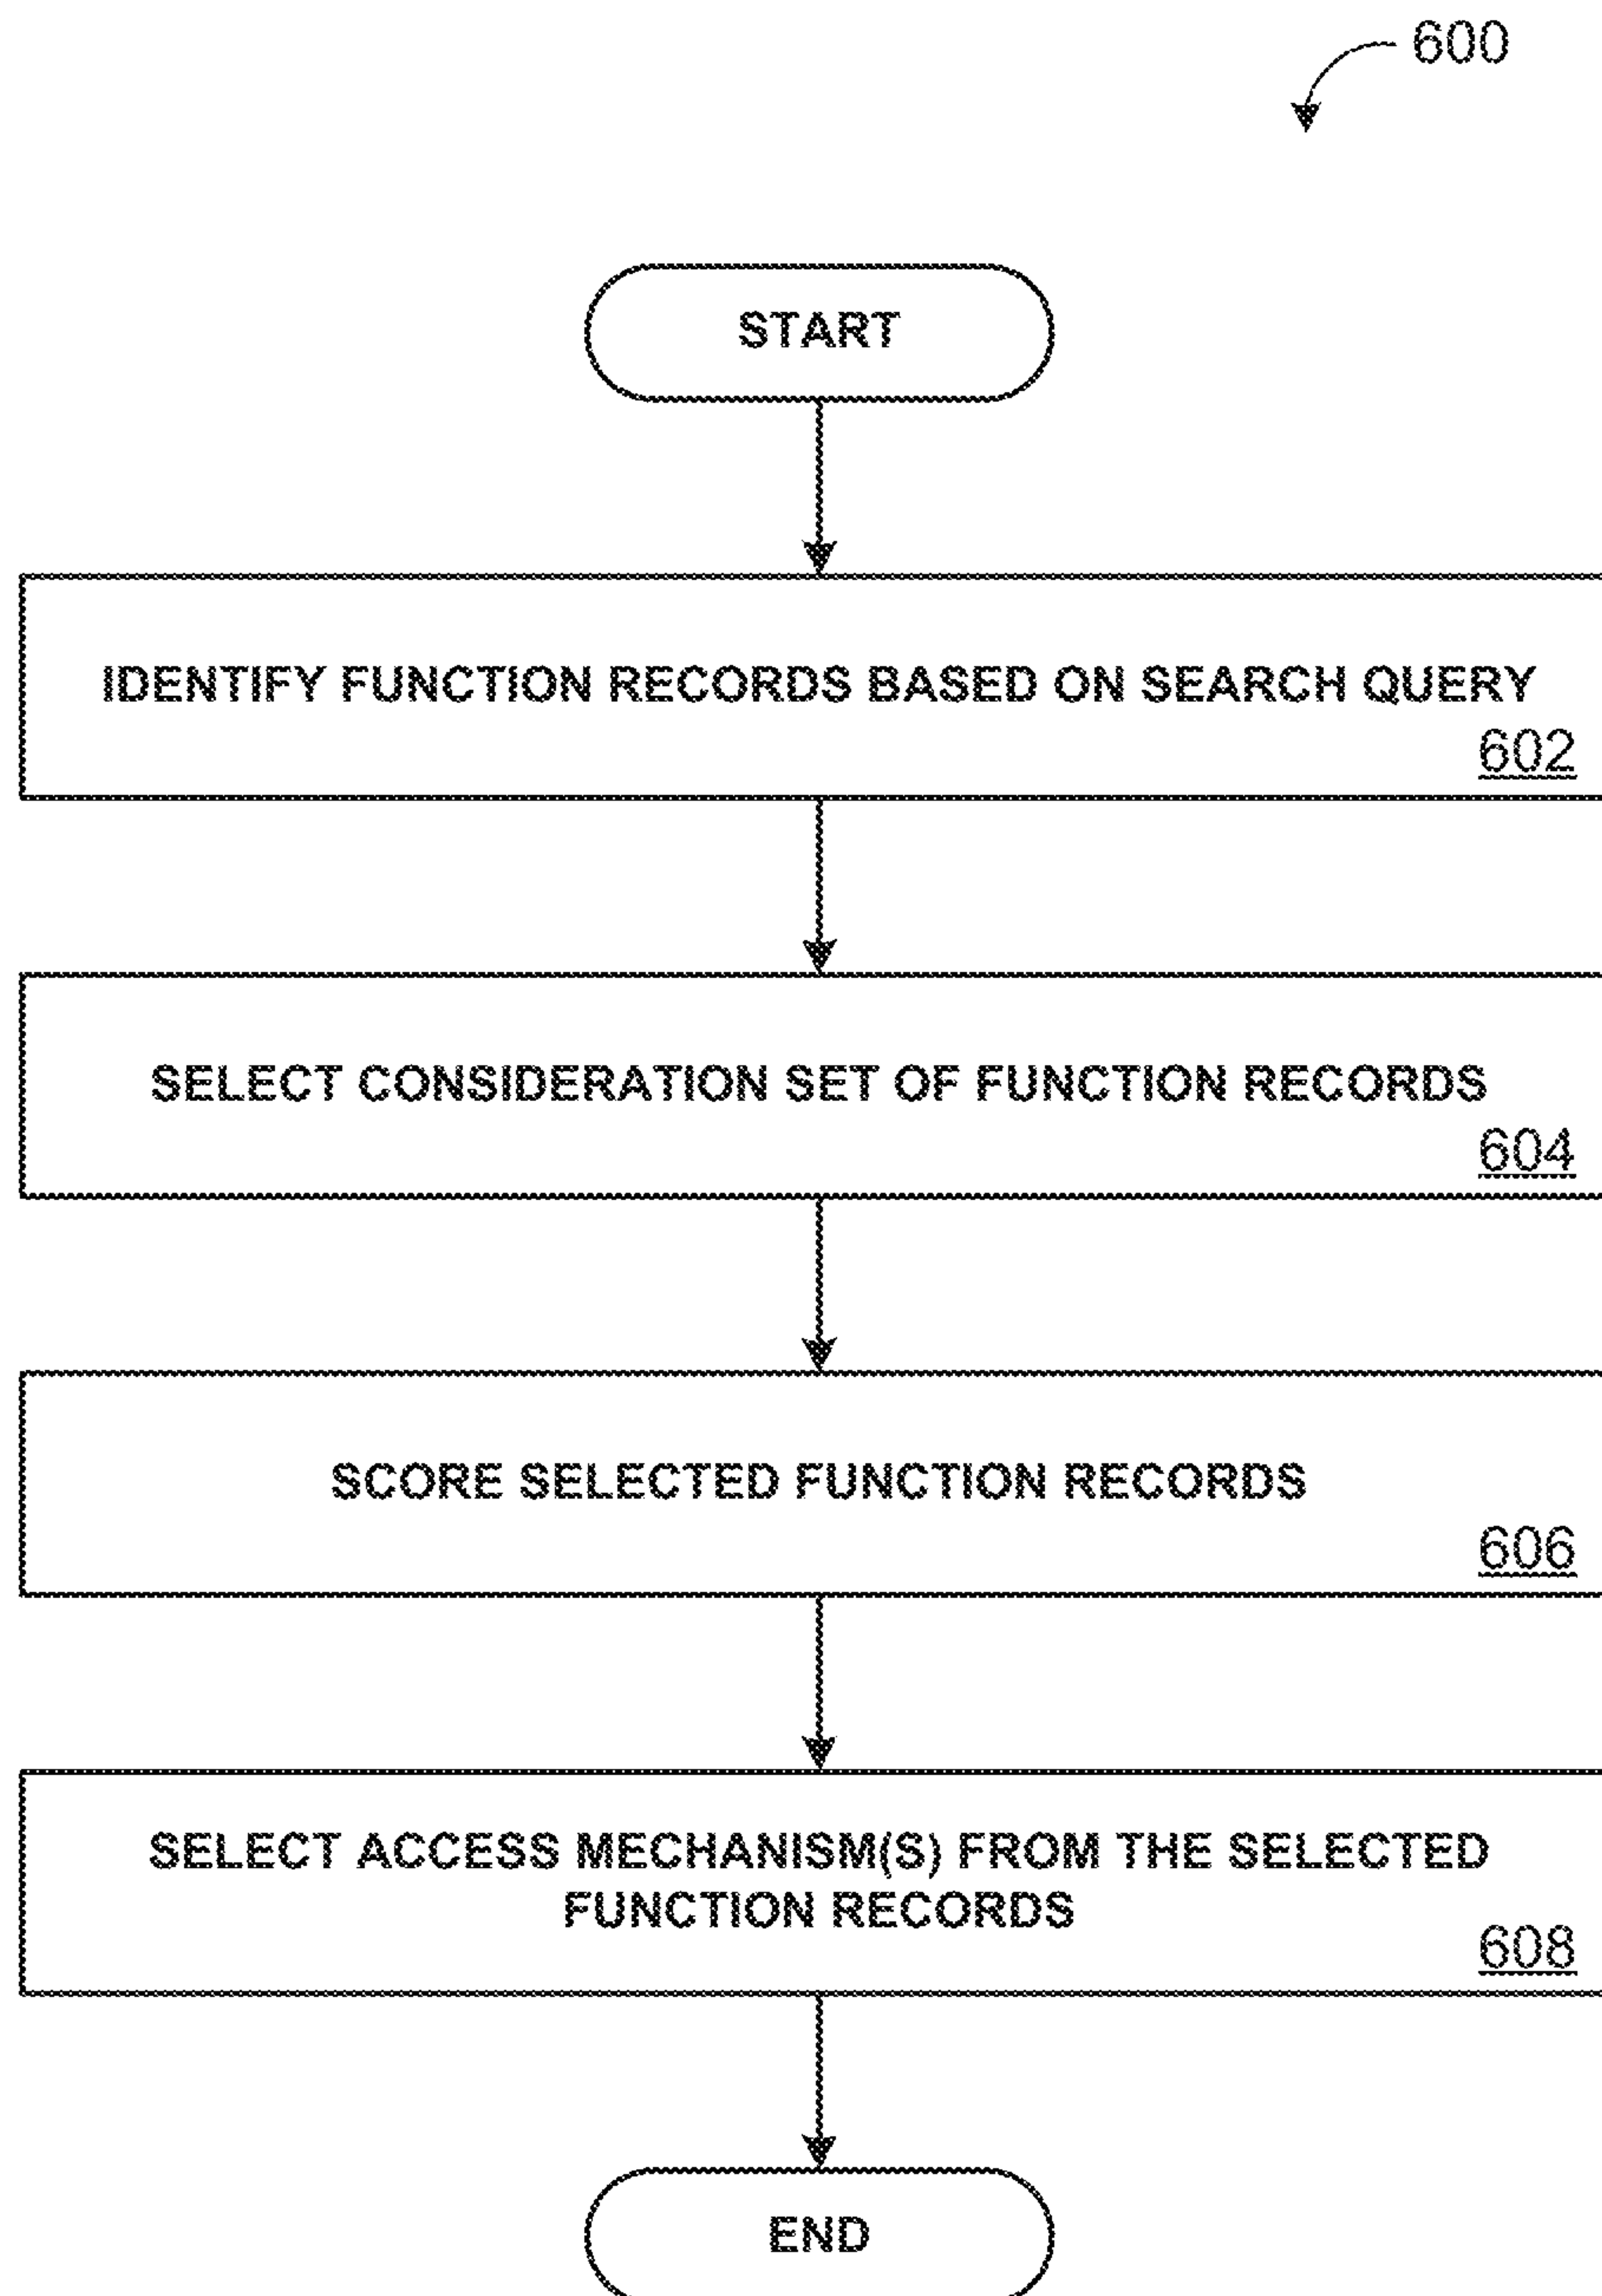 600
START
IDENTIFY FUNCTION RECORDS BASED ON SEARCH QUERY
602
SELECT CONSIDERATION SET OF FUNCTION RECORDS
604
SCORE SELECTED FUNCTION RECORDS
606
SELECT ACCESS MECHANISM(S) FROM THE SELECTED
FUNCTION RECORDS
608
END